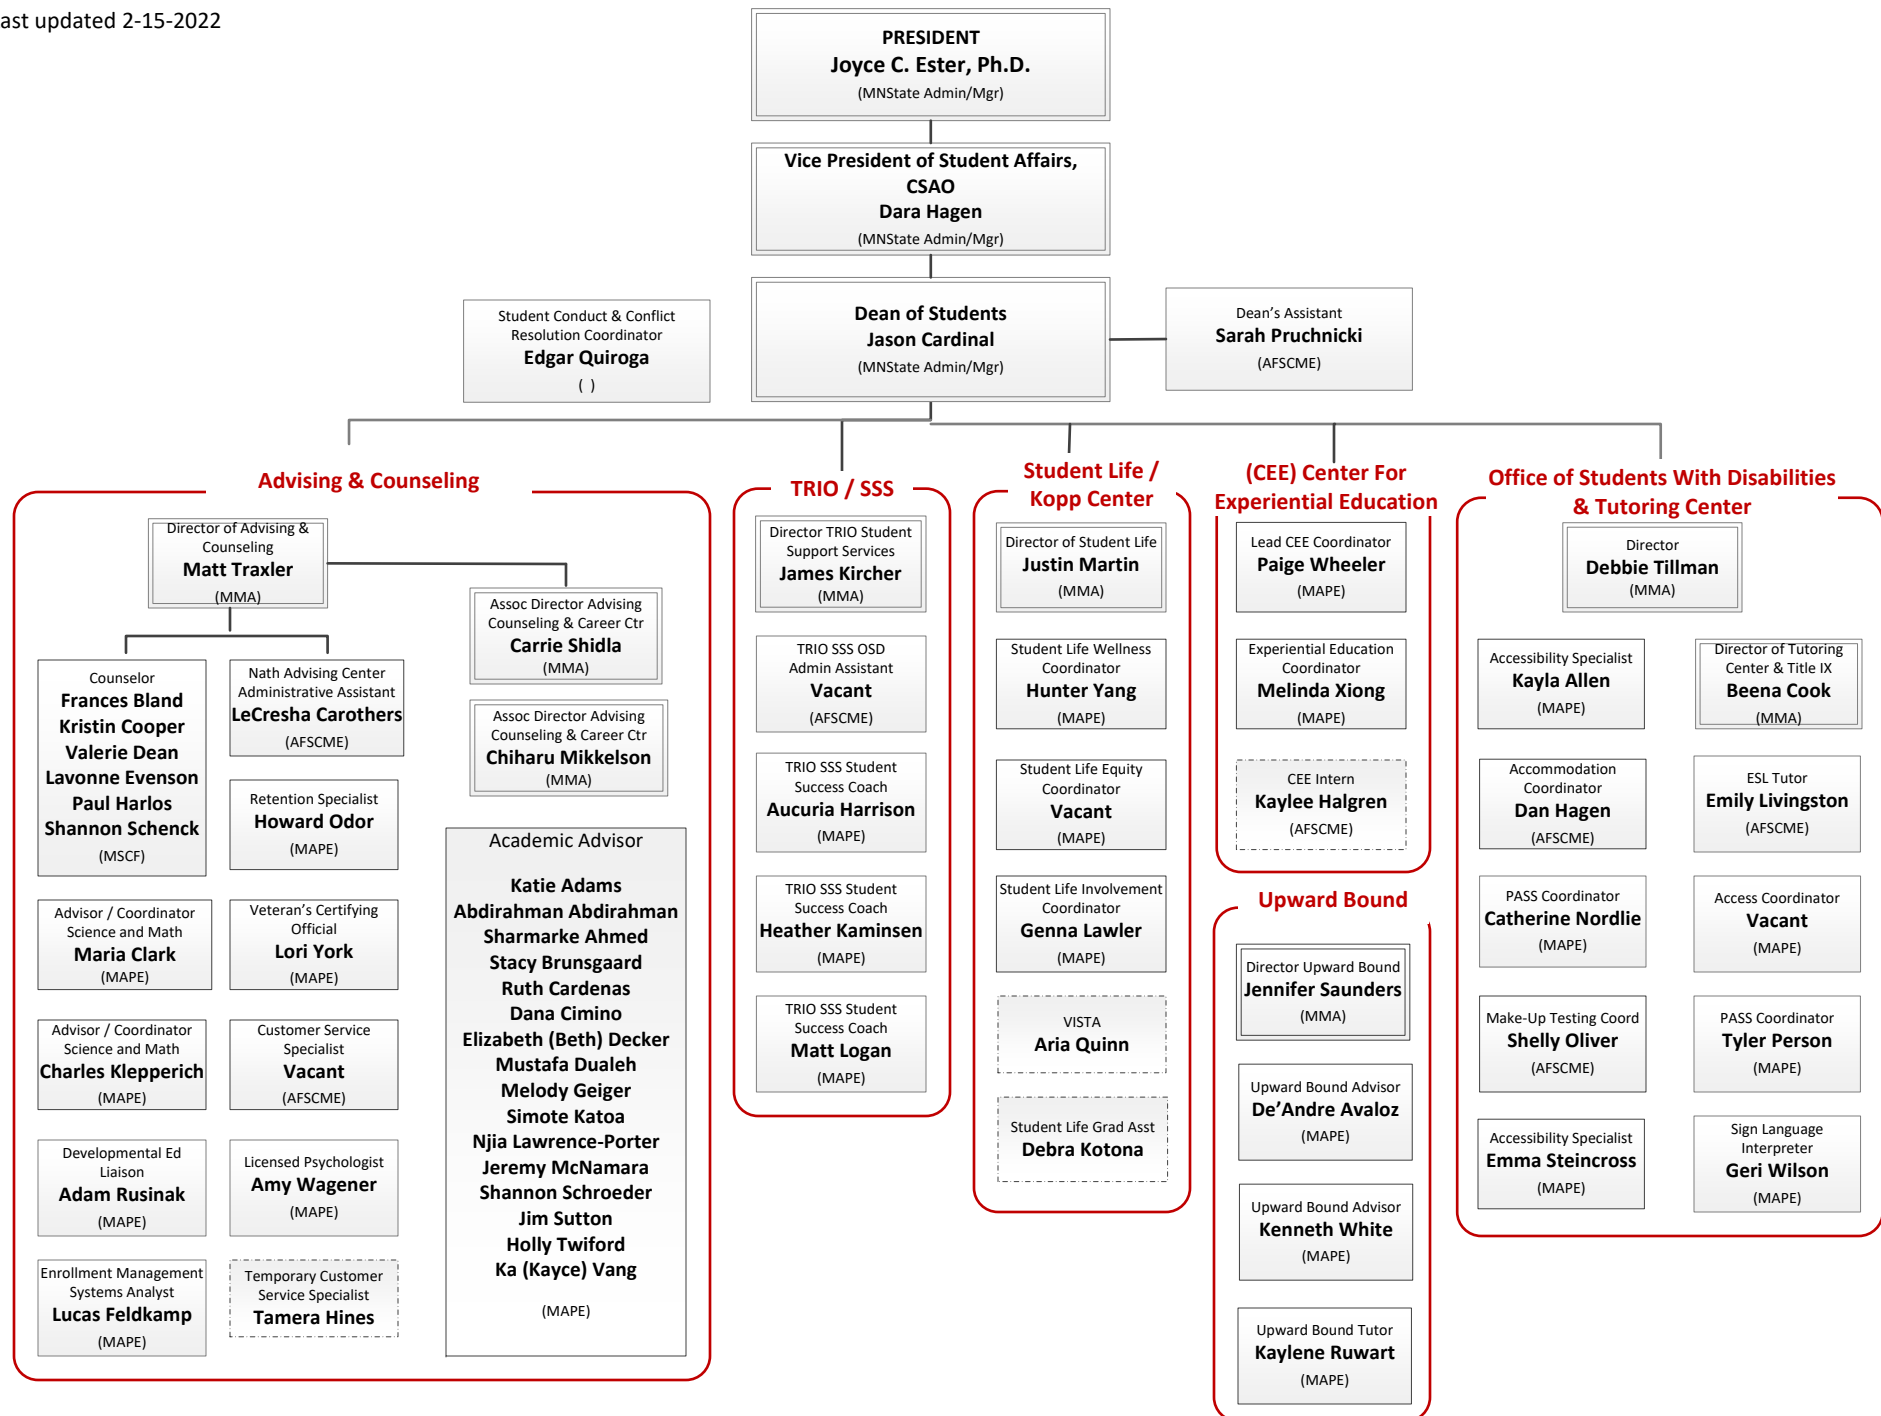 ast updated 2-15-2022
PRESIDENT
Joyce C. Ester, Ph.D.
(MNState Admin/Mgr)
Vice President of Student Affairs,
CSAO
Dara Hagen
(MNState Admin/Mgr)
Student Conduct & Conflict
Resolution Coordinator
Edgar Quiroga
( )
Dean of Students
Jason Cardinal
(MNState Admin/Mgr)
Dean’s Assistant
Sarah Pruchnicki
(AFSCME)
Advising & Counseling
Director of Advising &
Counseling
Matt Traxler
(MMA)
Assoc Director Advising
Counseling & Career Ctr
Carrie Shidla
(MMA)
Assoc Director Advising
Counseling & Career Ctr
Chiharu Mikkelson
(MMA)
Counselor
Frances Bland
Kristin Cooper
Valerie Dean
Lavonne Evenson
Paul Harlos
Shannon Schenck
(MSCF)
Nath Advising Center
Administrative Assistant
LeCresha Carothers
(AFSCME)
Retention Specialist
Howard Odor
(MAPE)
Advisor / Coordinator
Science and Math
Maria Clark
(MAPE)
Veteran’s Certifying
Official
Lori York
(MAPE)
Advisor / Coordinator
Science and Math
Charles Klepperich
(MAPE)
Customer Service
Specialist
Vacant
(AFSCME)
Developmental Ed
Liaison
Adam Rusinak
(MAPE)
Licensed Psychologist
Amy Wagener
(MAPE)
Enrollment Management
Systems Analyst
Lucas Feldkamp
(MAPE)
Temporary Customer
Service Specialist
Tamera Hines
Academic Advisor
Katie Adams
Abdirahman Abdirahman
Sharmarke Ahmed
Stacy Brunsgaard
Ruth Cardenas
Dana Cimino
Elizabeth (Beth) Decker
Mustafa Dualeh
Melody Geiger
Simote Katoa
Njia Lawrence-Porter
Jeremy McNamara
Shannon Schroeder
Jim Sutton
Holly Twiford
Ka (Kayce) Vang
(MAPE)
TRIO / SSS
Director TRIO Student
Support Services
James Kircher
(MMA)
TRIO SSS OSD
Admin Assistant
Vacant
(AFSCME)
TRIO SSS Student
Success Coach
Aucuria Harrison
(MAPE)
TRIO SSS Student
Success Coach
Heather Kaminsen
(MAPE)
TRIO SSS Student
Success Coach
Matt Logan
(MAPE)
Student Life /
Kopp Center
Director of Student Life
Justin Martin
(MMA)
Student Life Wellness
Coordinator
Hunter Yang
(MAPE)
Student Life Equity
Coordinator
Vacant
(MAPE)
Student Life Involvement
Coordinator
Genna Lawler
(MAPE)
VISTA
Aria Quinn
Student Life Grad Asst
Debra Kotona
(CEE) Center For
Experiential Education
Lead CEE Coordinator
Paige Wheeler
(MAPE)
Experiential Education
Coordinator
Melinda Xiong
(MAPE)
CEE Intern
Kaylee Halgren
(AFSCME)
Upward Bound
Director Upward Bound
Jennifer Saunders
(MMA)
Upward Bound Advisor
De’Andre Avaloz
(MAPE)
Upward Bound Advisor
Kenneth White
(MAPE)
Upward Bound Tutor
Kaylene Ruwart
(MAPE)
Office of Students With Disabilities
& Tutoring Center
Director
Debbie Tillman
(MMA)
Accessibility Specialist
Kayla Allen
(MAPE)
Director of Tutoring
Center & Title IX
Beena Cook
(MMA)
Accommodation
Coordinator
Dan Hagen
(AFSCME)
ESL Tutor
Emily Livingston
(AFSCME)
PASS Coordinator
Catherine Nordlie
(MAPE)
Access Coordinator
Vacant
(MAPE)
Make-Up Testing Coord
Shelly Oliver
(AFSCME)
PASS Coordinator
Tyler Person
(MAPE)
Accessibility Specialist
Emma Steincross
(MAPE)
Sign Language
Interpreter
Geri Wilson
(MAPE)